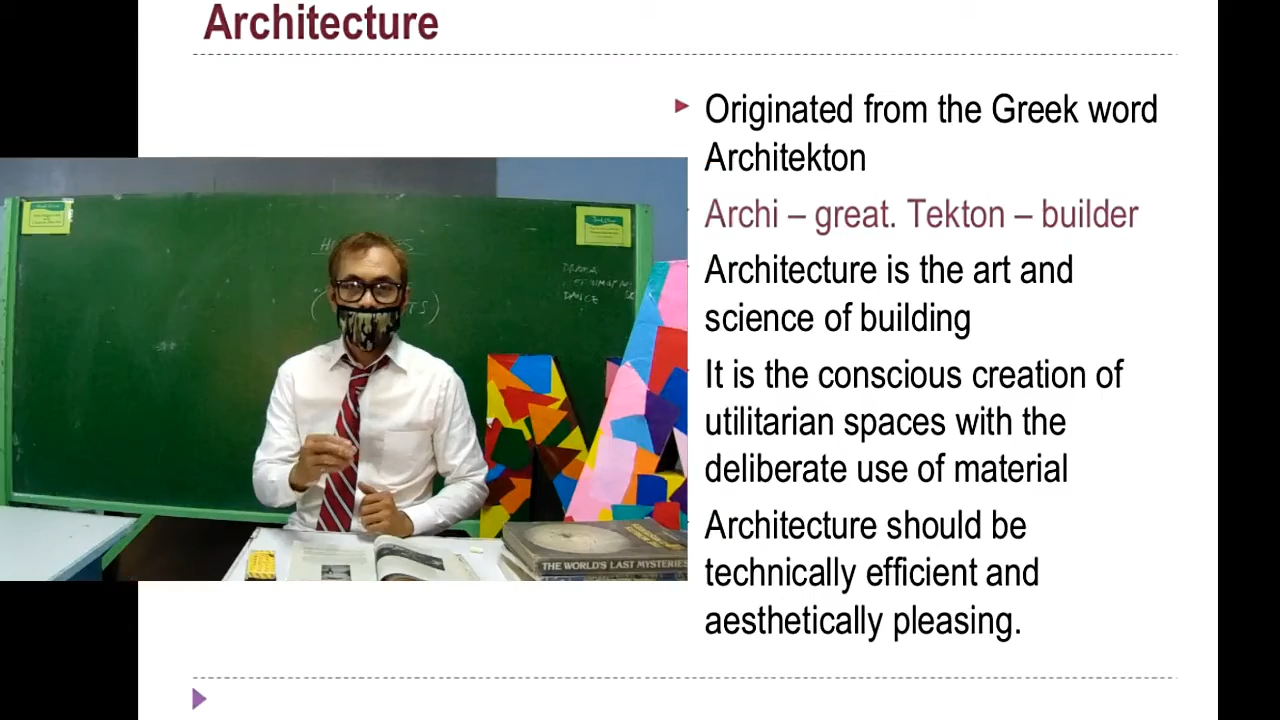 Architecture
Originated from the Greek word
Architekton
Archi – great. Tekton – builder
Architecture is the art and
science of building
It is the conscious creation of
utilitarian spaces with the
deliberate use of material
Architecture should be
technically efficient and
aesthetically pleasing.
DRAMA
DANCE
THE WORLD'S LAST MYSTERIES